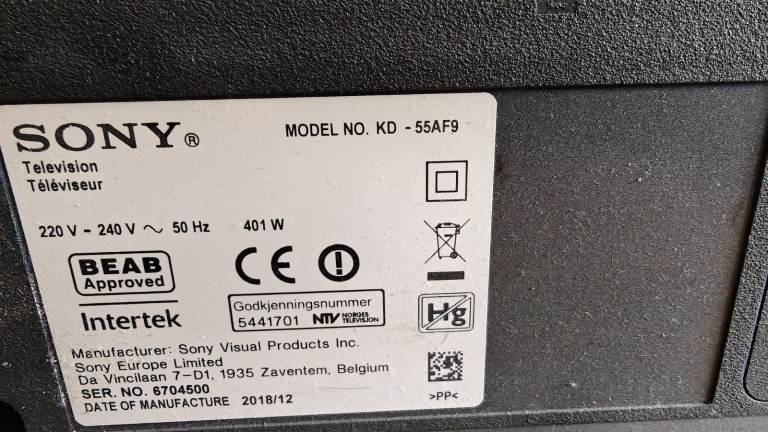 SONY®
MODEL NO. KD - 55AF9
Television
Téléviseur
220 V - 240 V ~ 50 Hz 401 W
BEAB
Approved
Intertek
CE
Godkjenningsnummer
5441701 NTV NORGES
TELEVISJON
Hg
Manufacturer: Sony Visual Products Inc.
Sony Europe Limited
Da Vincilaan 7-D1, 1935 Zaventem, Belgium
SER. NO. 6704500
DATE OF MANUFACTURE 2018/12
>PP<